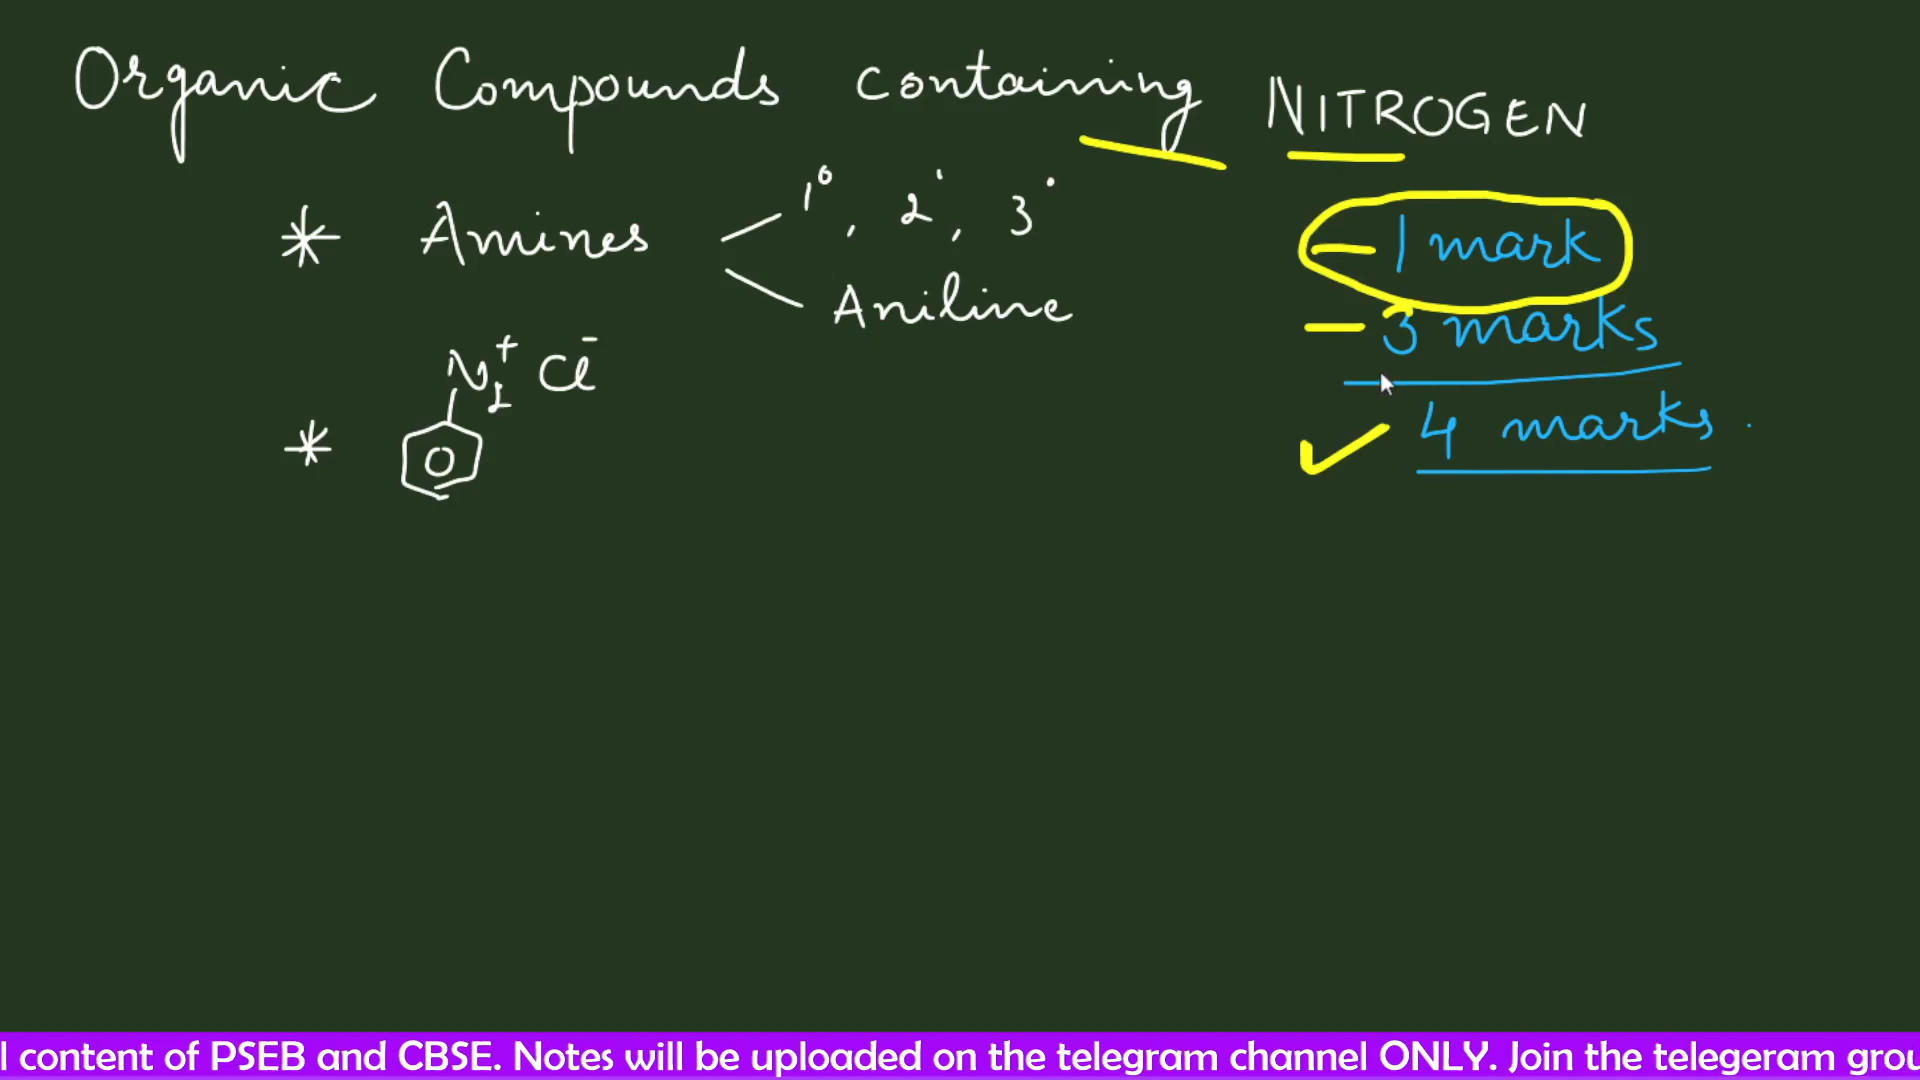 Organic Compounds containing NITROGEN
* Amines 1°, 2°, 3°
Aniline
- 1 mark
- 3 marks
4 marks.
N₂⁺ Cl⁻
*
l content of PSEB and CBSE. Notes will be uploaded on the telegram channel ONLY. Join the telegeram grou